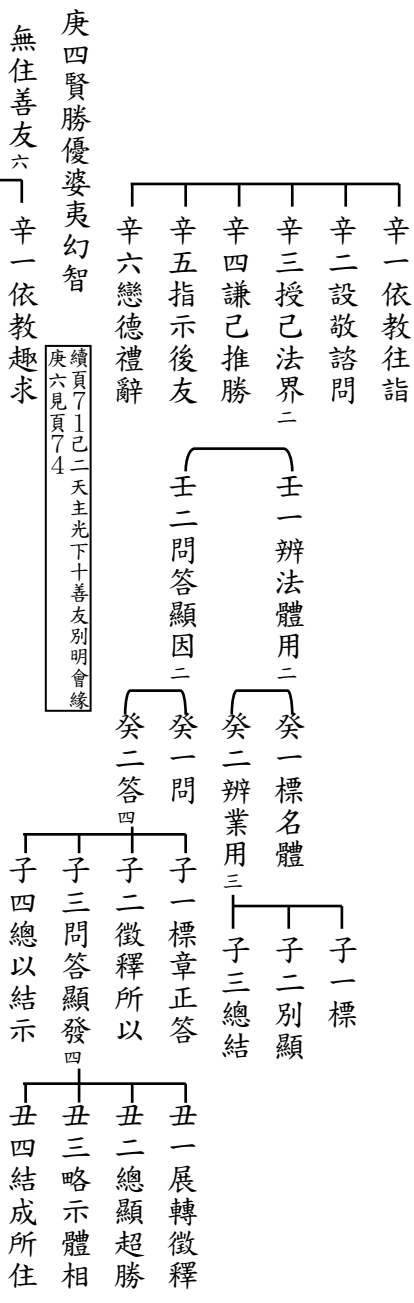 辛一依教往詣
辛二設敬諮問
辛三授己法界二
壬一辨法體用二
癸一標名體
癸二辨業用三
子一標
子二別顯
子三總結
壬二問答顯因二
癸一問
癸二答四
子一標章正答
子二徵釋所以
子三問答顯發四
丑一展轉徵釋
丑二總顯超勝
丑三略示體相
丑四結成所住
子四總以結示
辛四謙己推勝
辛五指示後友
辛六戀德禮辭
續頁71己二天主光下十善友別明會緣
庚六見頁74
庚四賢勝優婆夷幻智
無住善友六
辛一依教趣求